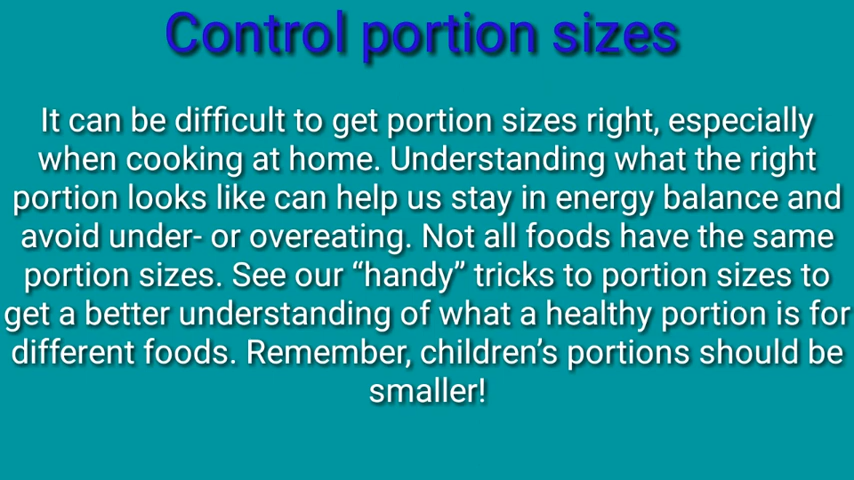 Control portion sizes
It can be difficult to get portion sizes right, especially
when cooking at home. Understanding what the right
portion looks like can help us stay in energy balance and
avoid under- or overeating. Not all foods have the same
portion sizes. See our “handy” tricks to portion sizes to
get a better understanding of what a healthy portion is for
different foods. Remember, children’s portions should be
smaller!